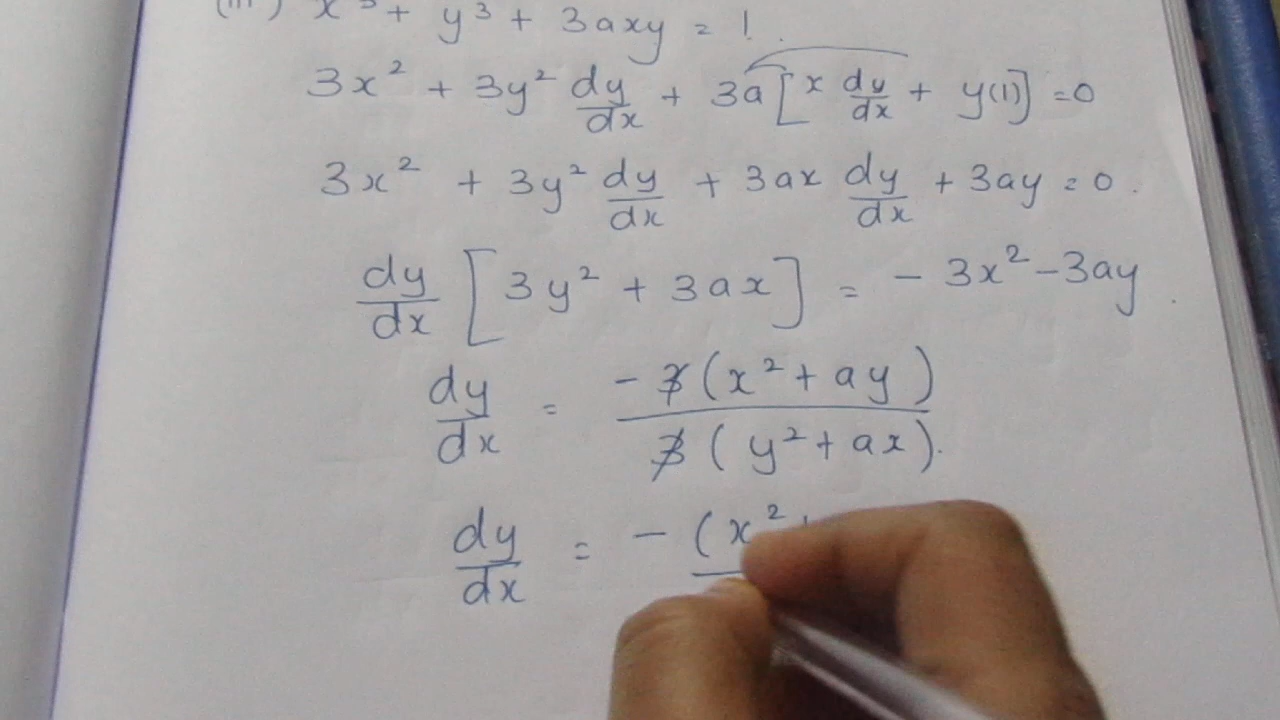 (iii) x³ + y³ + 3axy = 1.
3x² + 3y² dy/dx + 3a [x dy/dx + y(1)] = 0
3x² + 3y² dy/dx + 3ax dy/dx + 3ay = 0.
dy/dx [3y² + 3ax] = - 3x² - 3ay
dy/dx = -3(x² + ay) / 3(y² + ax).
dy/dx = - (x²